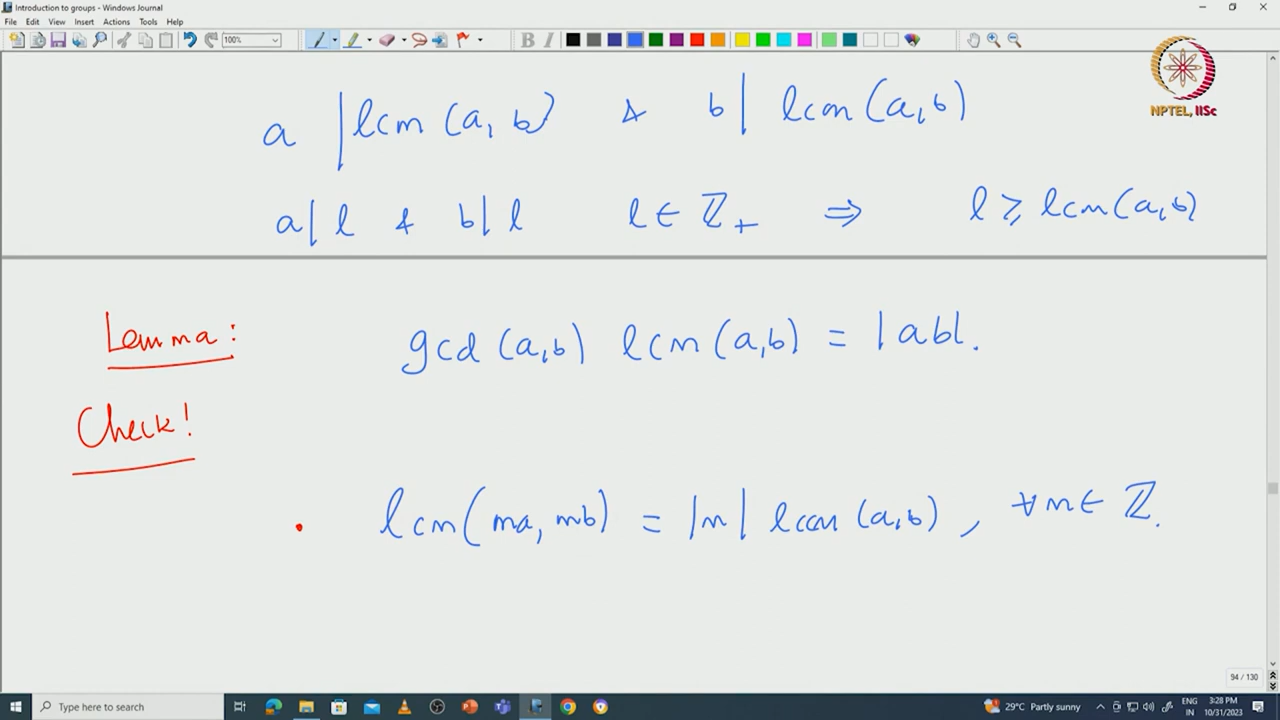 Introduction to groups - Windows Journal
File Edit View Insert Actions Tools Help
100%
B I
NPTEL, IISc
a | lcm (a, b) & b | lcm (a, b)
a | l & b | l l ∈ ℤ₊ ⇒ l ⩾ lcm (a, b)
Lemma: gcd (a,b) lcm (a,b) = |ab|.
Check!
• lcm (ma, mb) = |m| lcm (a,b), ∀ m ∈ ℤ.
94 / 130
Type here to search
29°C Partly sunny
ENG
IN
3:28 PM
10/31/2023